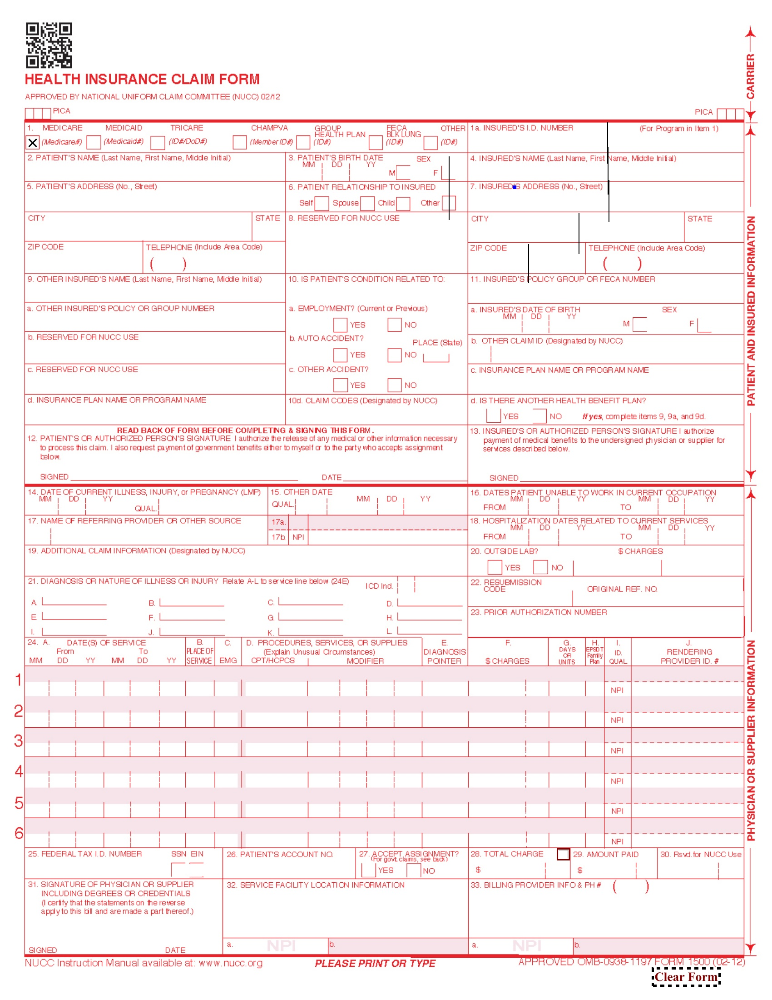 HEALTH INSURANCE CLAIM FORM
APPROVED BY NATIONAL UNIFORM CLAIM COMMITTEE (NUCC) 02/12
PICA
PICA
CARRIER
1. MEDICARE MEDICAID TRICARE CHAMPVA GROUP HEALTH PLAN FECA BLK LUNG OTHER
(Medicare#) (Medicaid#) (ID#/DoD#) (Member ID#) (ID#) (ID#) (ID#)
1a. INSURED'S I.D. NUMBER (For Program in Item 1)
2. PATIENT'S NAME (Last Name, First Name, Middle Initial)
3. PATIENT'S BIRTH DATE SEX
MM DD YY M F
4. INSURED'S NAME (Last Name, First Name, Middle Initial)
5. PATIENT'S ADDRESS (No., Street)
6. PATIENT RELATIONSHIP TO INSURED
Self Spouse Child Other
7. INSURED'S ADDRESS (No., Street)
CITY STATE
8. RESERVED FOR NUCC USE
CITY STATE
ZIP CODE TELEPHONE (Include Area Code)
( )
ZIP CODE TELEPHONE (Include Area Code)
( )
9. OTHER INSURED'S NAME (Last Name, First Name, Middle Initial)
10. IS PATIENT'S CONDITION RELATED TO:
11. INSURED'S POLICY GROUP OR FECA NUMBER
a. OTHER INSURED'S POLICY OR GROUP NUMBER
a. EMPLOYMENT? (Current or Previous)
YES NO
a. INSURED'S DATE OF BIRTH SEX
MM DD YY M F
b. RESERVED FOR NUCC USE
b. AUTO ACCIDENT? PLACE (State)
YES NO
b. OTHER CLAIM ID (Designated by NUCC)
c. RESERVED FOR NUCC USE
c. OTHER ACCIDENT?
YES NO
c. INSURANCE PLAN NAME OR PROGRAM NAME
d. INSURANCE PLAN NAME OR PROGRAM NAME
10d. CLAIM CODES (Designated by NUCC)
d. IS THERE ANOTHER HEALTH BENEFIT PLAN?
YES NO If yes, complete items 9, 9a, and 9d.
READ BACK OF FORM BEFORE COMPLETING & SIGNING THIS FORM.
12. PATIENT'S OR AUTHORIZED PERSON'S SIGNATURE I authorize the release of any medical or other information necessary
to process this claim. I also request payment of government benefits either to myself or to the party who accepts assignment
below.
SIGNED DATE
13. INSURED'S OR AUTHORIZED PERSON'S SIGNATURE I authorize
payment of medical benefits to the undersigned physician or supplier for
services described below.
SIGNED
PATIENT AND INSURED INFORMATION
14. DATE OF CURRENT ILLNESS, INJURY, or PREGNANCY (LMP)
MM DD YY QUAL.
15. OTHER DATE
QUAL. MM DD YY
16. DATES PATIENT UNABLE TO WORK IN CURRENT OCCUPATION
MM DD YY MM DD YY
FROM TO
17. NAME OF REFERRING PROVIDER OR OTHER SOURCE
17a.
17b. NPI
18. HOSPITALIZATION DATES RELATED TO CURRENT SERVICES
MM DD YY MM DD YY
FROM TO
19. ADDITIONAL CLAIM INFORMATION (Designated by NUCC)
20. OUTSIDE LAB? $ CHARGES
YES NO
21. DIAGNOSIS OR NATURE OF ILLNESS OR INJURY Relate A-L to service line below (24E) ICD Ind.
A. B. C. D.
E. F. G. H.
I. J. K. L.
22. RESUBMISSION
CODE ORIGINAL REF. NO.
23. PRIOR AUTHORIZATION NUMBER
24. A. DATE(S) OF SERVICE
From To
MM DD YY MM DD YY
B.
PLACE OF
SERVICE
C.
EMG
D. PROCEDURES, SERVICES, OR SUPPLIES
(Explain Unusual Circumstances)
CPT/HCPCS MODIFIER
E.
DIAGNOSIS
POINTER
F.
$ CHARGES
G.
DAYS
OR
UNITS
H.
EPSDT
Family
Plan
I.
ID.
QUAL.
J.
RENDERING
PROVIDER ID. #
1
NPI
2
NPI
3
NPI
4
NPI
5
NPI
6
NPI
PHYSICIAN OR SUPPLIER INFORMATION
25. FEDERAL TAX I.D. NUMBER SSN EIN
26. PATIENT'S ACCOUNT NO.
27. ACCEPT ASSIGNMENT?
(For govt. claims, see back)
YES NO
28. TOTAL CHARGE
$
29. AMOUNT PAID
$
30. Rsvd.for NUCC Use
31. SIGNATURE OF PHYSICIAN OR SUPPLIER
INCLUDING DEGREES OR CREDENTIALS
(I certify that the statements on the reverse
apply to this bill and are made a part thereof.)
SIGNED DATE
32. SERVICE FACILITY LOCATION INFORMATION
a. NPI b.
33. BILLING PROVIDER INFO & PH # ( )
a. NPI b.
NUCC Instruction Manual available at: www.nucc.org
PLEASE PRINT OR TYPE
APPROVED OMB-0938-1197 FORM 1500 (02-12)
Clear Form